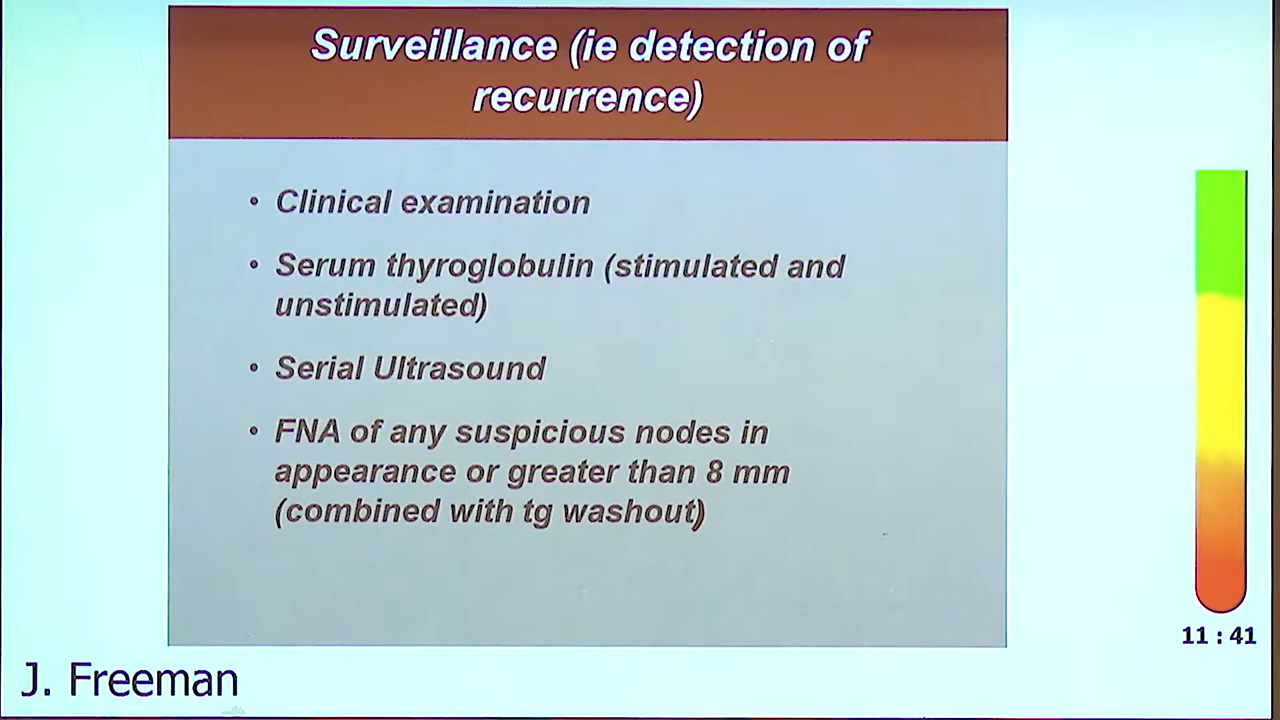 Surveillance (ie detection of
recurrence)
• Clinical examination
• Serum thyroglobulin (stimulated and
unstimulated)
• Serial Ultrasound
• FNA of any suspicious nodes in
appearance or greater than 8 mm
(combined with tg washout)
11 : 41
J. Freeman